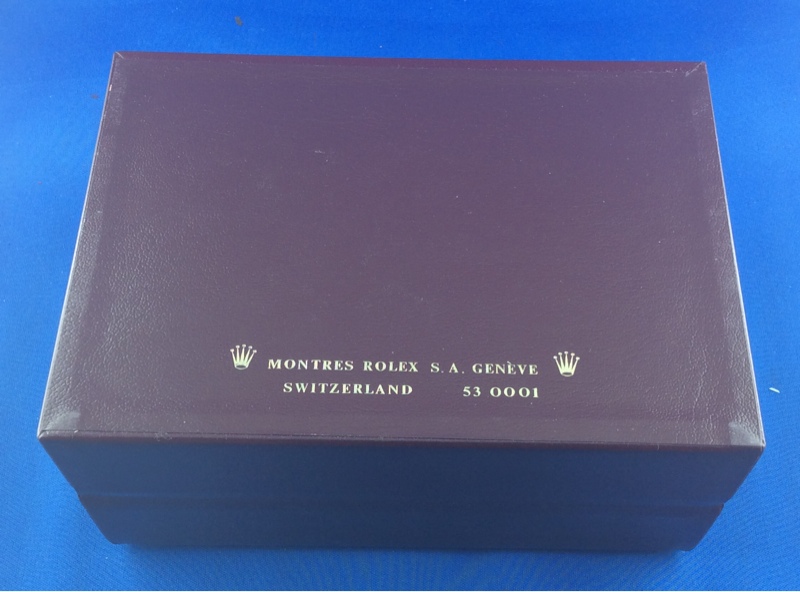 MONTRES ROLEX S.A. GENÈVE
SWITZERLAND 53 0001